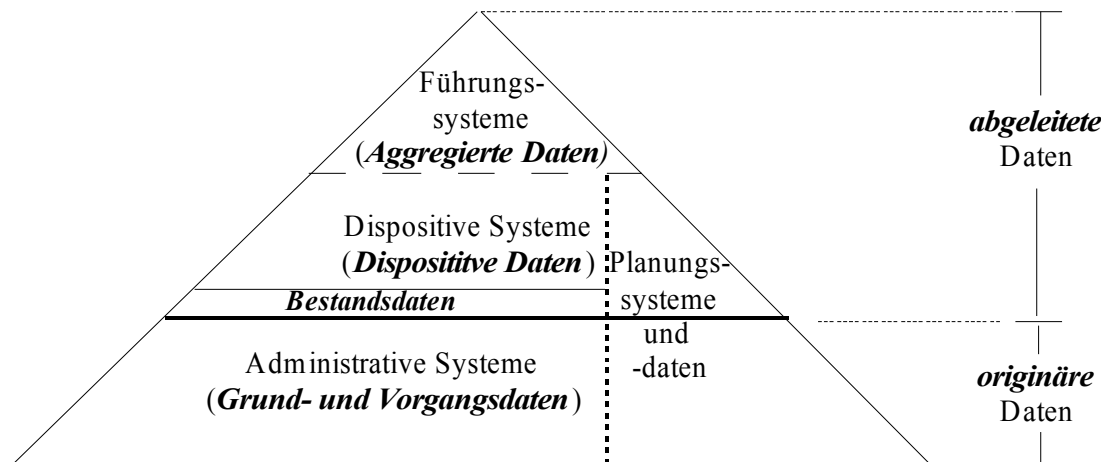 Führungs-
systeme
(Aggregierte Daten)
abgeleitete
Daten
Dispositive Systeme
(Disposititve Daten)
Planungs-
systeme
und
-daten
Bestandsdaten
Administrative Systeme
(Grund- und Vorgangsdaten)
originäre
Daten